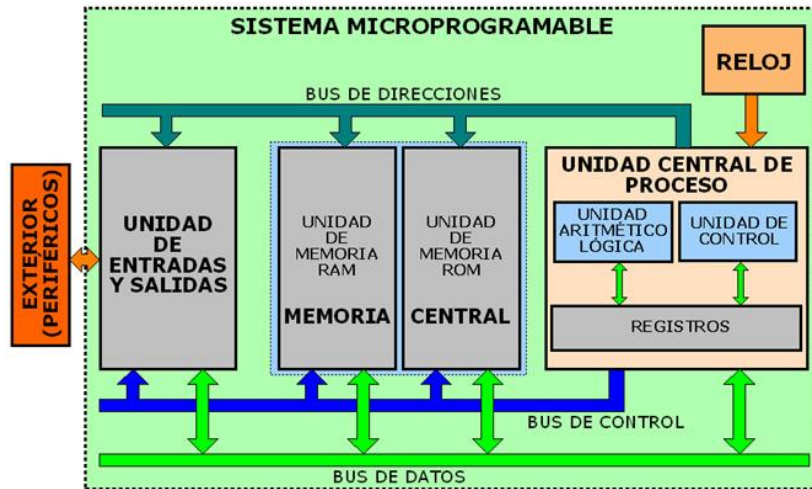 SISTEMA MICROPROGRAMABLE
RELOJ
BUS DE DIRECCIONES
EXTERIOR
(PERIFÉRICOS)
UNIDAD
DE
ENTRADAS
Y SALIDAS
UNIDAD
DE
MEMORIA
RAM
MEMORIA
UNIDAD
DE
MEMORIA
ROM
CENTRAL
UNIDAD CENTRAL DE
PROCESO
UNIDAD
ARITMÉTICO
LÓGICA
UNIDAD DE
CONTROL
REGISTROS
BUS DE CONTROL
BUS DE DATOS